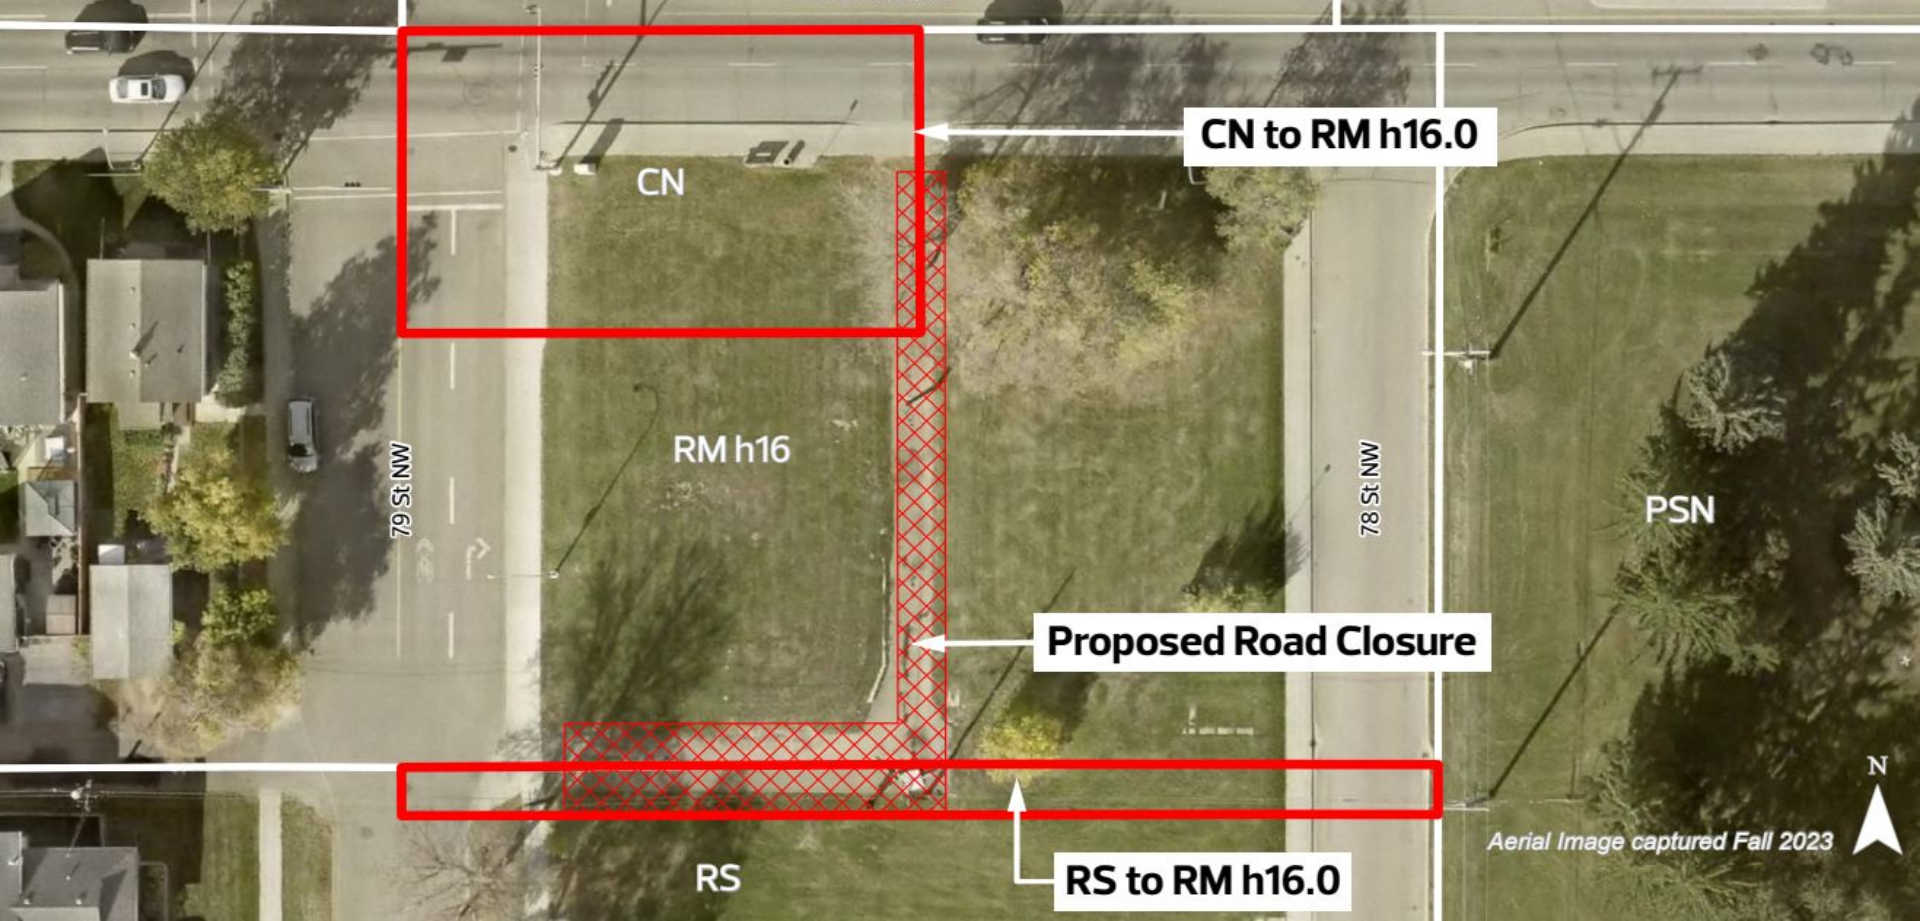 CN to RM h16.0
CN
RM h16
79 St NW
78 St NW
PSN
Proposed Road Closure
N
Aerial Image captured Fall 2023
RS
RS to RM h16.0